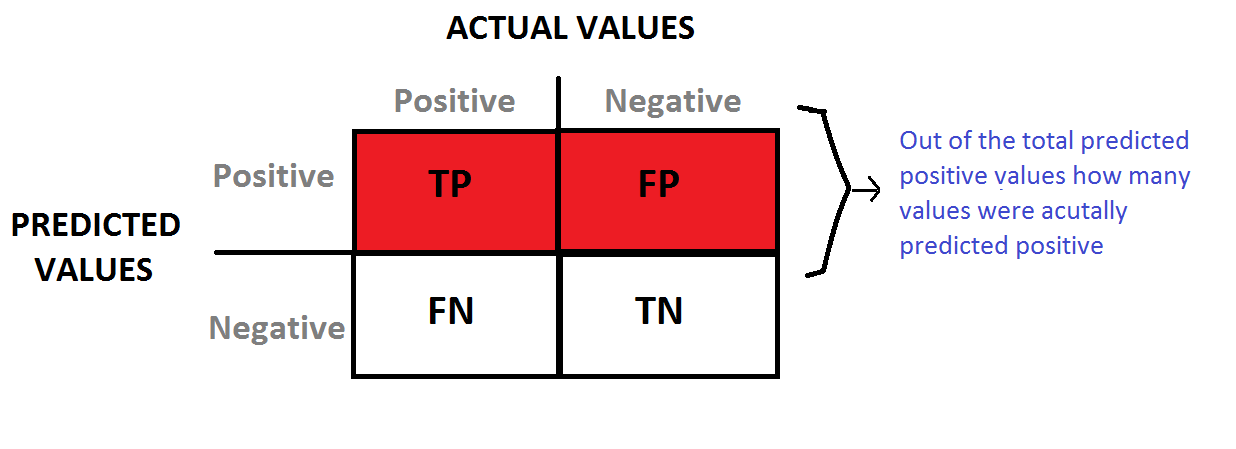 ACTUAL VALUES
Positive Negative
Positive TP FP
PREDICTED
VALUES
Negative FN TN
Out of the total predicted
positive values how many
values were acutally
predicted positive